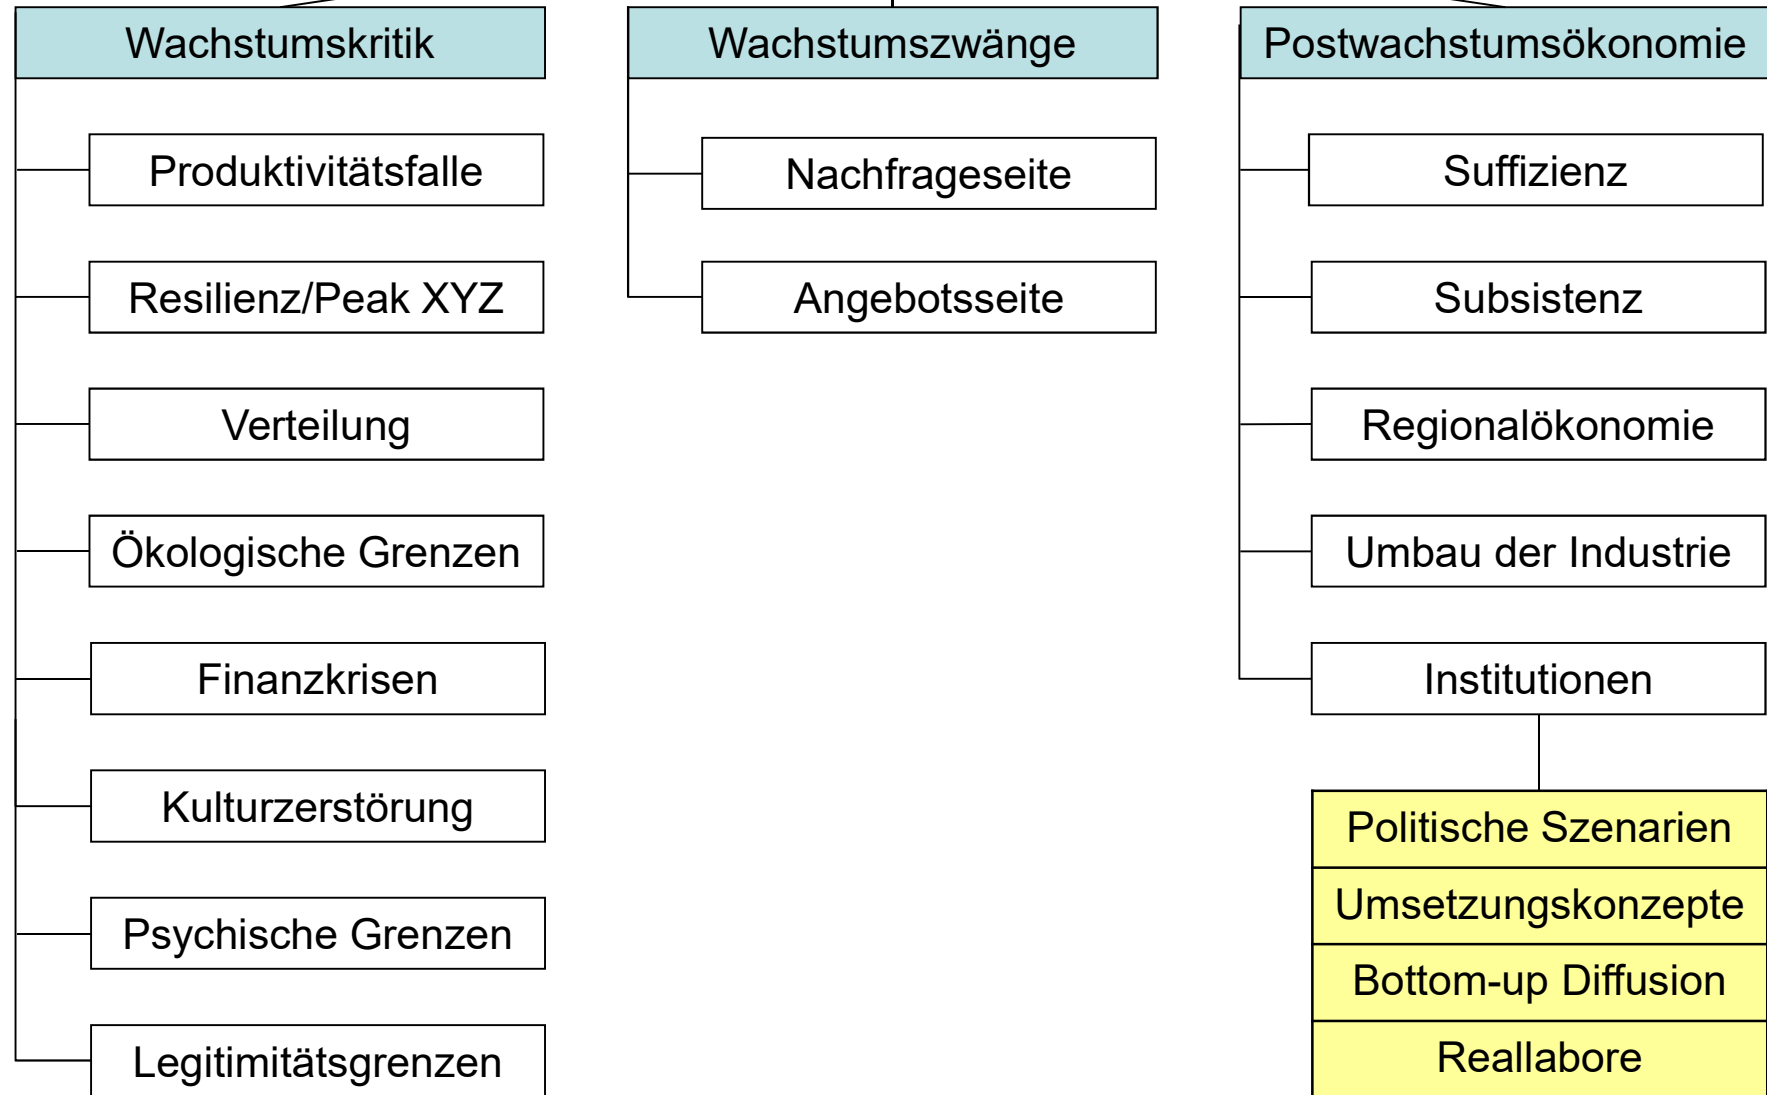 Wachstumskritik
Produktivitätsfalle
Resilienz/Peak XYZ
Verteilung
Ökologische Grenzen
Finanzkrisen
Kulturzerstörung
Psychische Grenzen
Legitimitätsgrenzen
Wachstumszwänge
Nachfrageseite
Angebotsseite
Postwachstumsökonomie
Suffizienz
Subsistenz
Regionalökonomie
Umbau der Industrie
Institutionen
Politische Szenarien
Umsetzungskonzepte
Bottom-up Diffusion
Reallabore